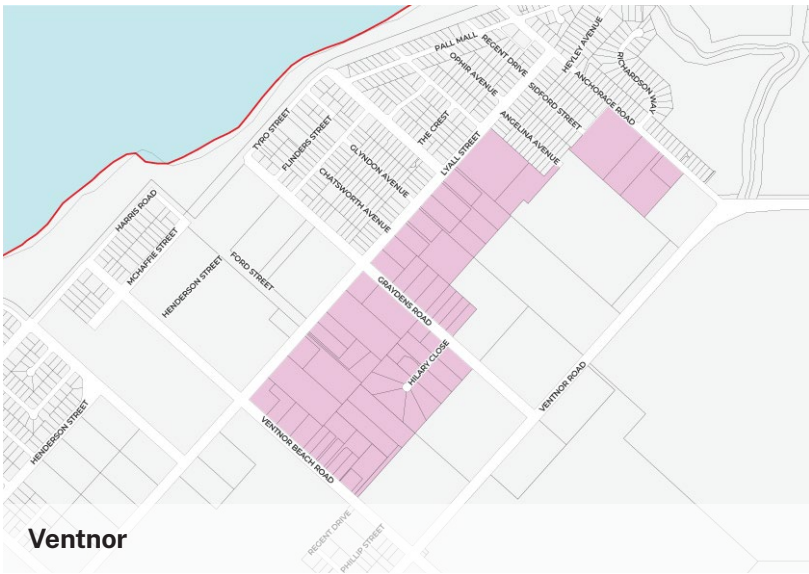 PALL MALL
REGENT DRIVE
HEYLEY AVENUE
RICHARDSON WAY
OPHIR AVENUE
SIDFORD STREET
ANCHORAGE ROAD
TYRO STREET
FLINDERS STREET
THE CREST
ANGELINA AVENUE
GLYNDON AVENUE
LYALL STREET
CHATSWORTH AVENUE
HARRIS ROAD
MCHAFFIE STREET
HENDERSON STREET
FORD STREET
GRAYDENS ROAD
HILARY CLOSE
VENTNOR ROAD
HENDERSON STREET
VENTNOR BEACH ROAD
REGENT DRIVE
PHILLIP STREET
Ventnor